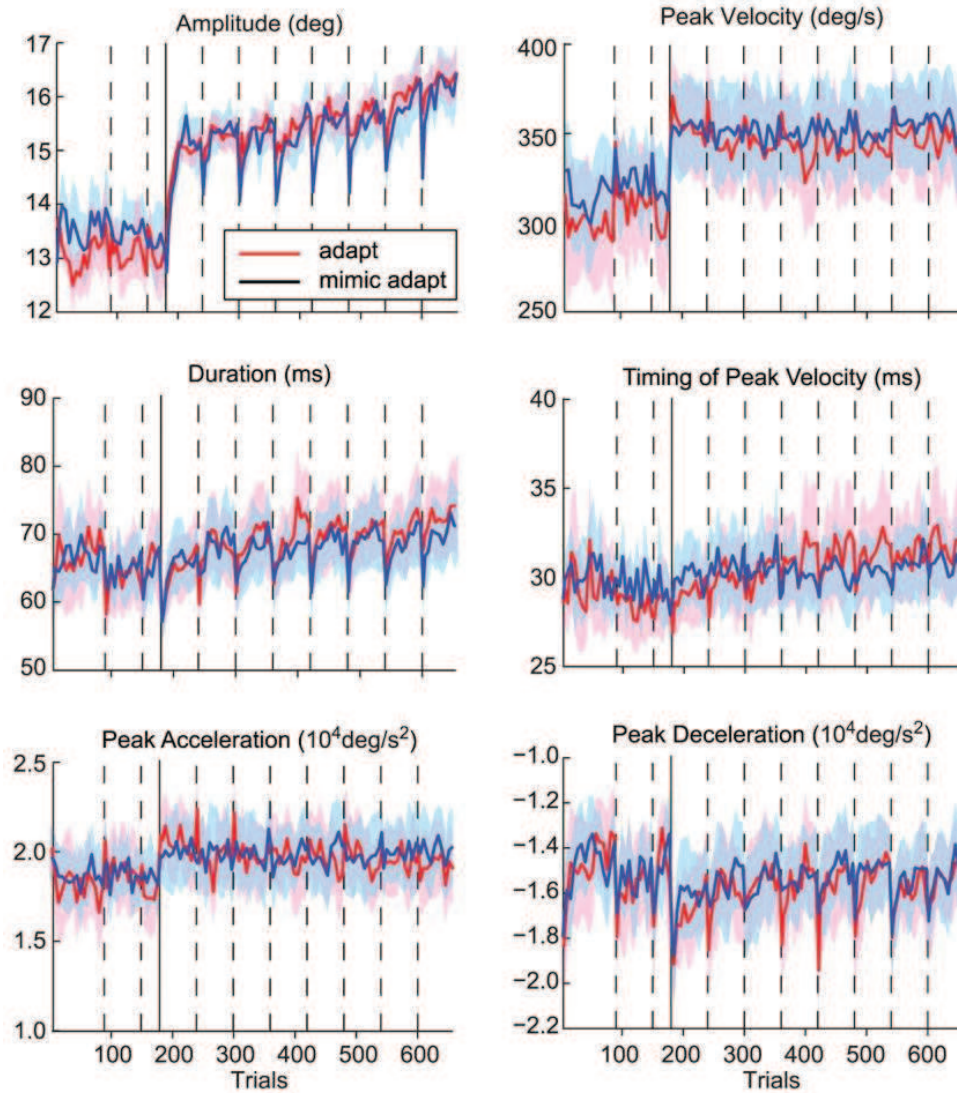 Amplitude (deg)
17
16
15
14
13
12
adapt
mimic adapt
Peak Velocity (deg/s)
400
350
300
250
Duration (ms)
90
80
70
60
50
Timing of Peak Velocity (ms)
40
35
30
25
Peak Acceleration (10⁴deg/s²)
2.5
2.0
1.5
1.0
100 200 300 400 500 600
Trials
Peak Deceleration (10⁴deg/s²)
−1.0
−1.2
−1.4
−1.6
−1.8
−2.0
−2.2
100 200 300 400 500 600
Trials